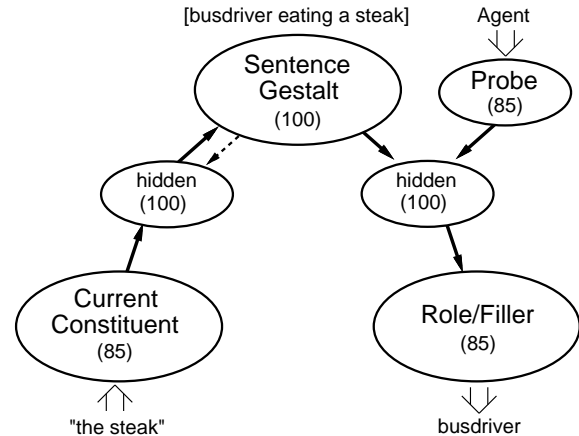 [busdriver eating a steak]
Agent
Sentence
Gestalt
(100)
Probe
(85)
hidden
(100)
hidden
(100)
Current
Constituent
(85)
Role/Filler
(85)
"the steak"
busdriver